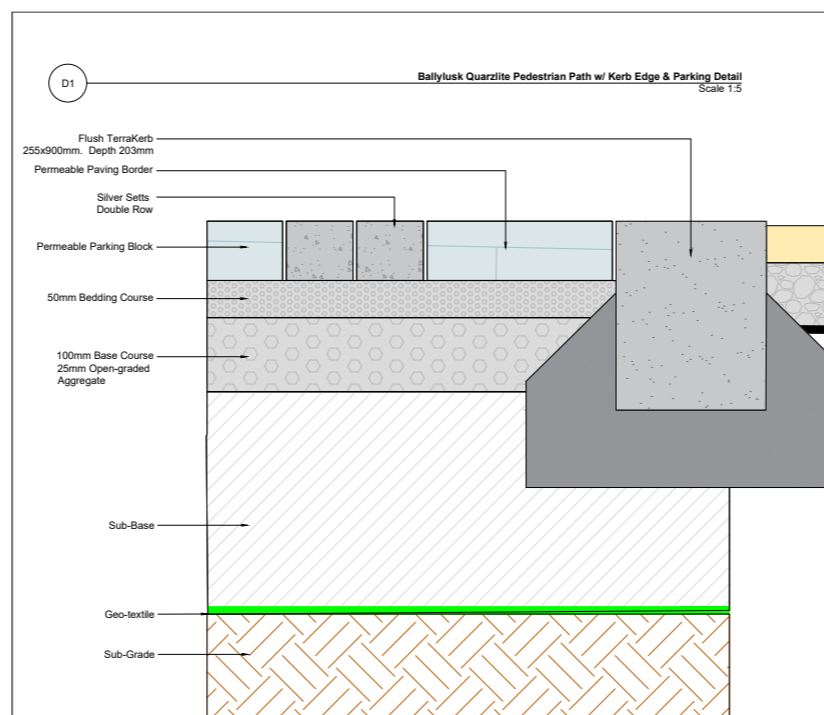 D1
Ballylusk Quarzlite Pedestrian Path w/ Kerb Edge & Parking Detail
Scale 1:5
Flush TerraKerb
255x900mm. Depth 203mm
Permeable Paving Border
Silver Setts
Double Row
Permeable Parking Block
50mm Bedding Course
100mm Base Course
25mm Open-graded
Aggregate
Sub-Base
Geo-textile
Sub-Grade